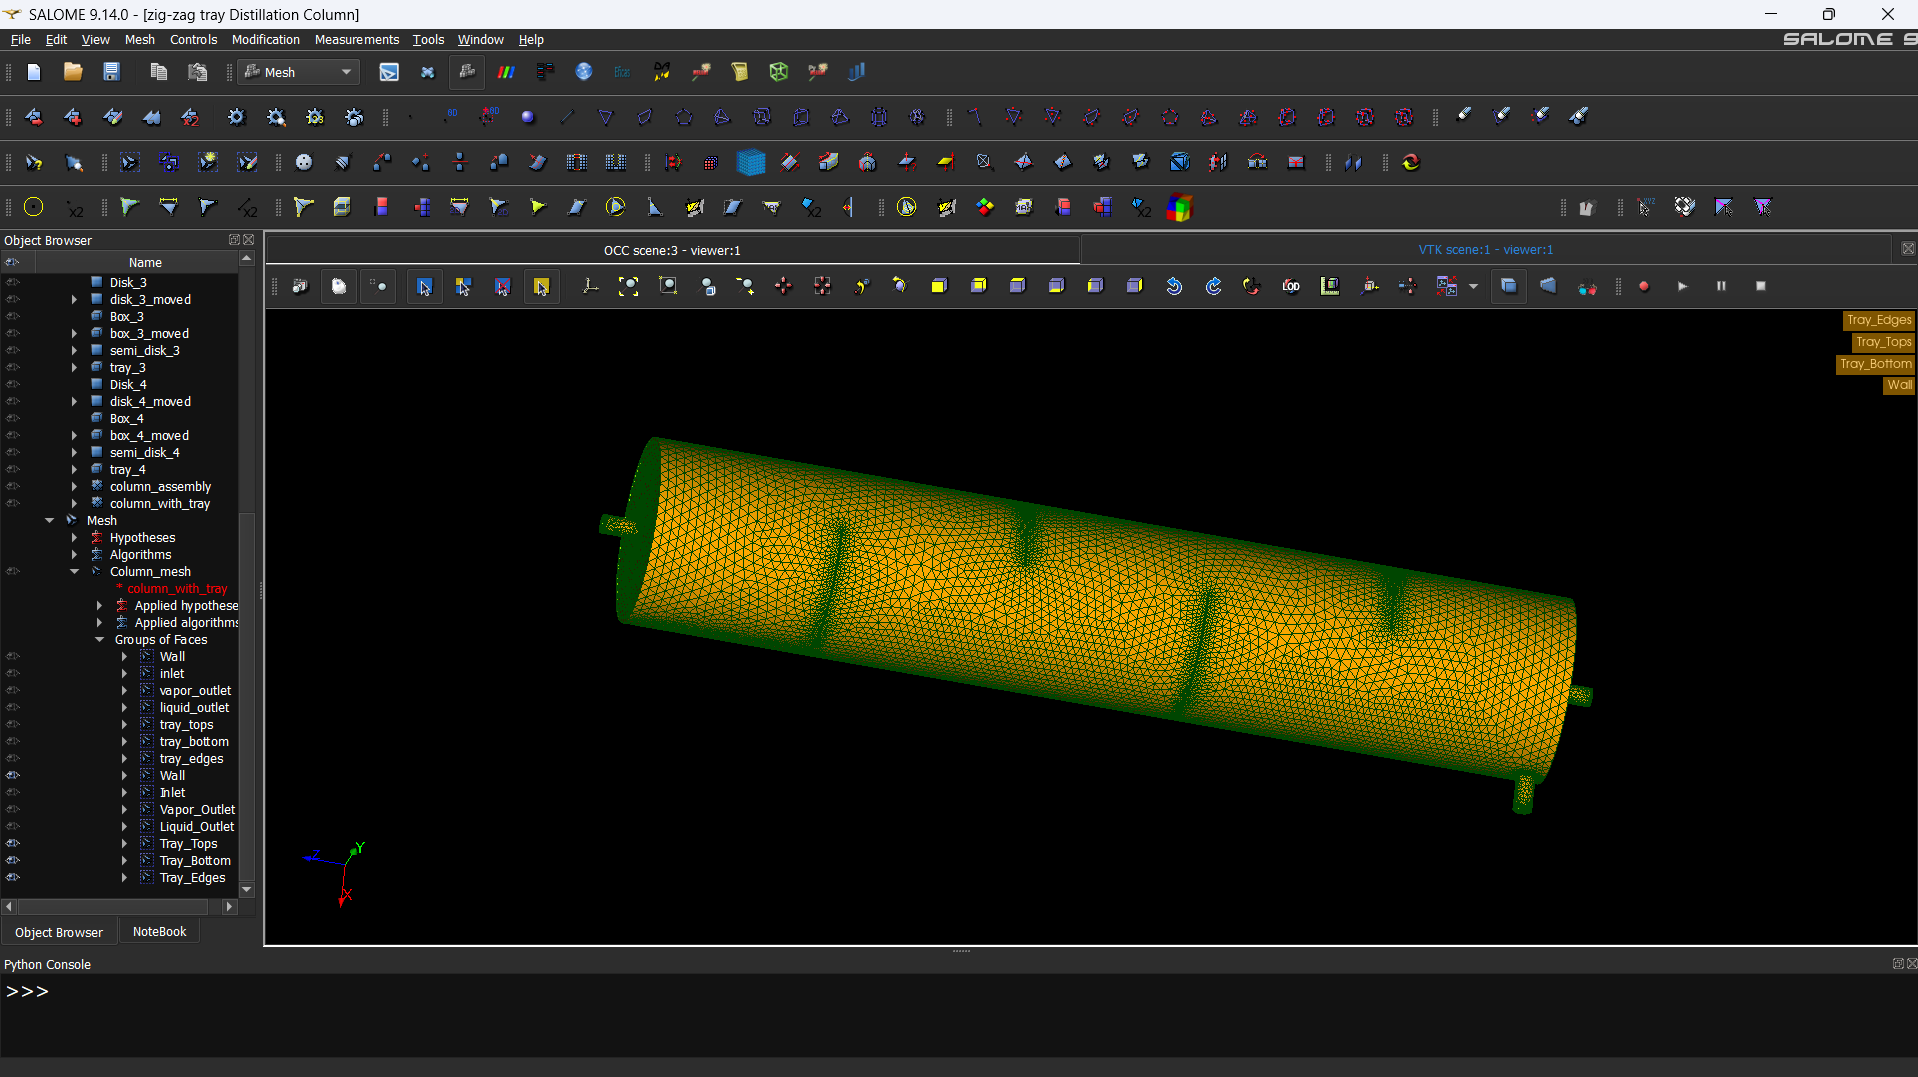 SALOME 9.14.0 - [zig-zag tray Distillation Column]
File Edit View Mesh Controls Modification Measurements Tools Window Help
SALOME 9
Mesh
Object Browser
Name
Disk_3
disk_3_moved
Box_3
box_3_moved
semi_disk_3
tray_3
Disk_4
disk_4_moved
Box_4
box_4_moved
semi_disk_4
tray_4
column_assembly
column_with_tray
Mesh
Hypotheses
Algorithms
Column_mesh
* column_with_tray
Applied hypothese
Applied algorithms
Groups of Faces
Wall
inlet
vapor_outlet
liquid_outlet
tray_tops
tray_bottom
tray_edges
Wall
Inlet
Vapor_Outlet
Liquid_Outlet
Tray_Tops
Tray_Bottom
Tray_Edges
Object Browser NoteBook
OCC scene:3 - viewer:1
VTK scene:1 - viewer:1
Tray_Edges
Tray_Tops
Tray_Bottom
Wall
Z
Y
X
Python Console
>>>